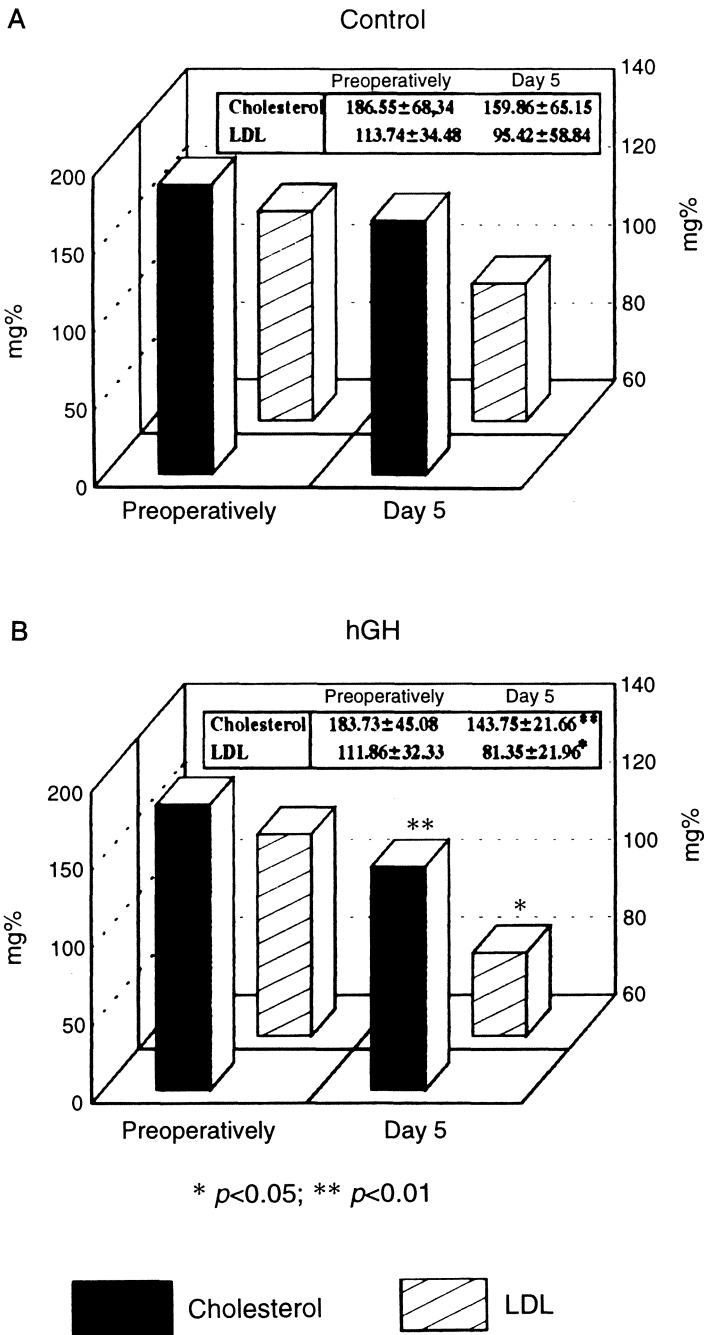 A
Control
Preoperatively Day 5
Cholesterol 186.55±68,34 159.86±65.15
LDL 113.74±34.48 95.42±58.84
140
120
100
80
60
mg%
200
150
100
50
0
mg%
Preoperatively Day 5
B
hGH
Preoperatively Day 5
Cholesterol 183.73±45.08 143.75±21.66**
LDL 111.86±32.33 81.35±21.96*
140
120
100
80
60
mg%
200
150
100
50
0
mg%
**
*
Preoperatively Day 5
* p<0.05; ** p<0.01
Cholesterol LDL